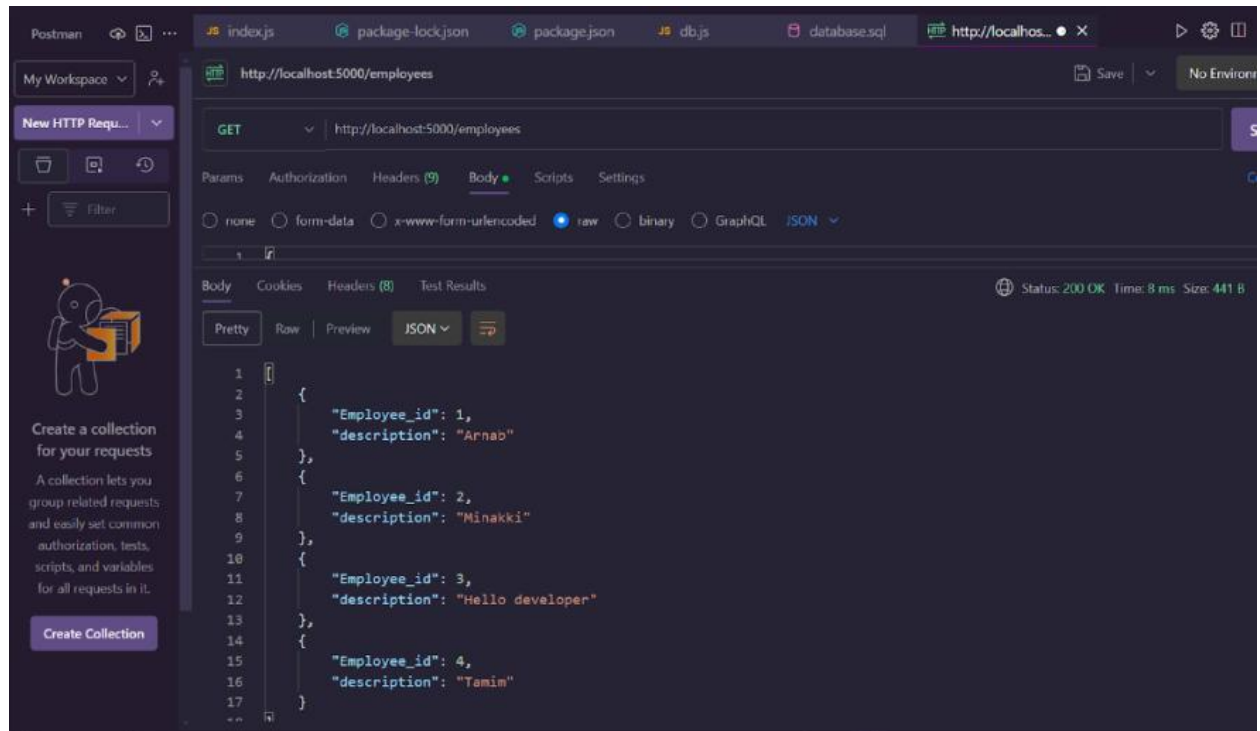 Postman ... JS index.js package-lock.json package.json JS db.js database.sql HTTP http://localhos... ● ×
My Workspace HTTP http://localhost:5000/employees Save No Environm
New HTTP Requ... GET http://localhost:5000/employees S
Params Authorization Headers (9) Body Scripts Settings
+ Filter
none form-data x-www-form-urlencoded raw binary GraphQL JSON
1 {
Body Cookies Headers (8) Test Results Status: 200 OK Time: 8 ms Size: 441 B
Pretty Raw Preview JSON
1 [
2 {
3 "Employee_id": 1,
4 "description": "Arnab"
5 },
6 {
7 "Employee_id": 2,
8 "description": "Minakki"
9 },
10 {
11 "Employee_id": 3,
12 "description": "Hello developer"
13 },
14 {
15 "Employee_id": 4,
16 "description": "Tamim"
17 }
Create a collection
for your requests
A collection lets you
group related requests
and easily set common
authorization, tests,
scripts, and variables
for all requests in it.
Create Collection